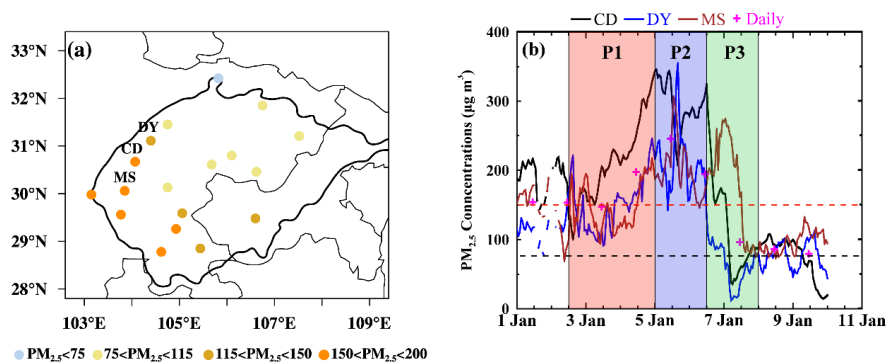 CD DY MS Daily
(a)
33°N
32°N
31°N
30°N
29°N
28°N
DY
CD
MS
103°E 105°E 107°E 109°E
PM2.5<75 75<PM2.5<115 115<PM2.5<150 150<PM2.5<200
(b)
P1 P2 P3
PM2.5 Conncentrations (µg m3)
400
300
200
100
0
1 Jan 3 Jan 5 Jan 7 Jan 9 Jan 11 Jan